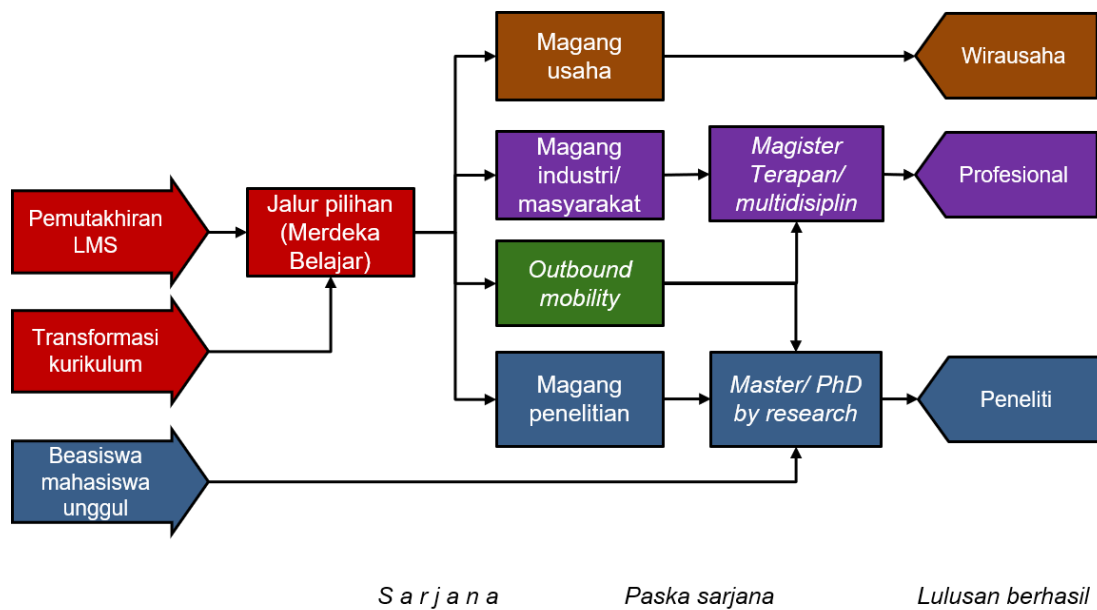 Magang
usaha
Wirausaha
Pemutakhiran
LMS
Jalur pilihan
(Merdeka
Belajar)
Magang
industri/
masyarakat
Magister
Terapan/
multidisiplin
Profesional
Outbound
mobility
Transformasi
kurikulum
Magang
penelitian
Master/ PhD
by research
Peneliti
Beasiswa
mahasiswa
unggul
S a r j a n a
Paska sarjana
Lulusan berhasil